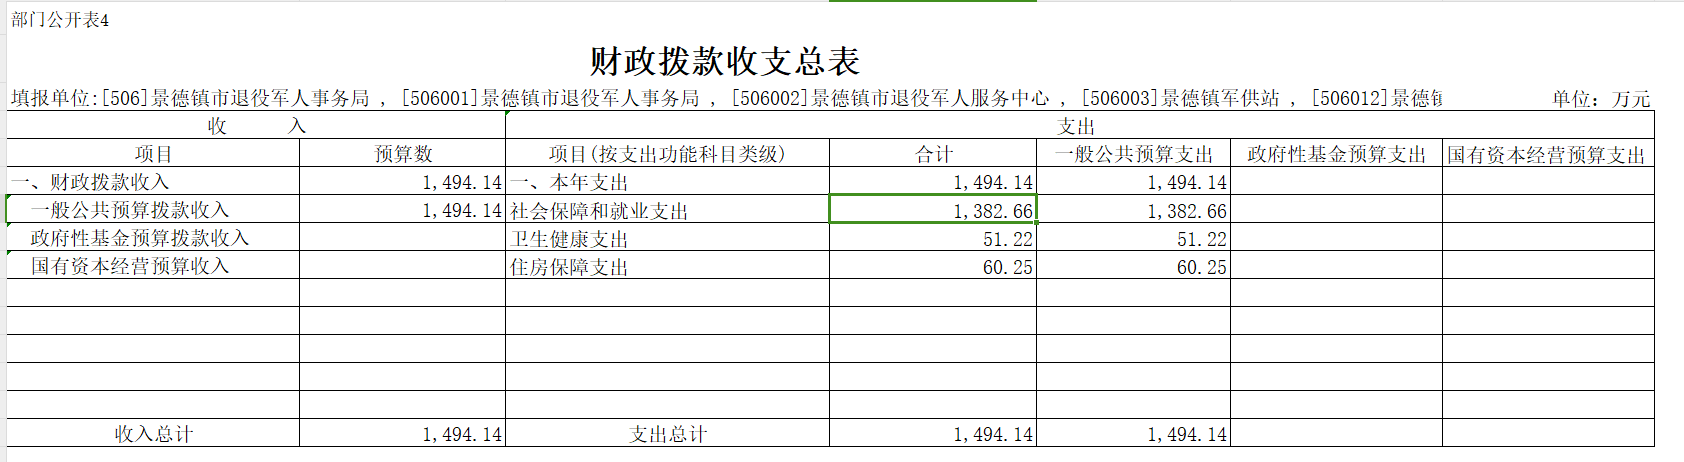 部门公开表4
财政拨款收支总表
填报单位:[506]景德镇市退役军人事务局 , [506001]景德镇市退役军人事务局 , [506002]景德镇市退役军人服务中心 , [506003]景德镇军供站 , [506012]景德 单位：万元
收 入 支出
项目 预算数 项目(按支出功能科目类级) 合计 一般公共预算支出 政府性基金预算支出 国有资本经营预算支出
一、财政拨款收入 1,494.14 一、本年支出 1,494.14 1,494.14
一般公共预算拨款收入 1,494.14 社会保障和就业支出 1,382.66 1,382.66
政府性基金预算拨款收入 卫生健康支出 51.22 51.22
国有资本经营预算收入 住房保障支出 60.25 60.25
收入总计 1,494.14 支出总计 1,494.14 1,494.14